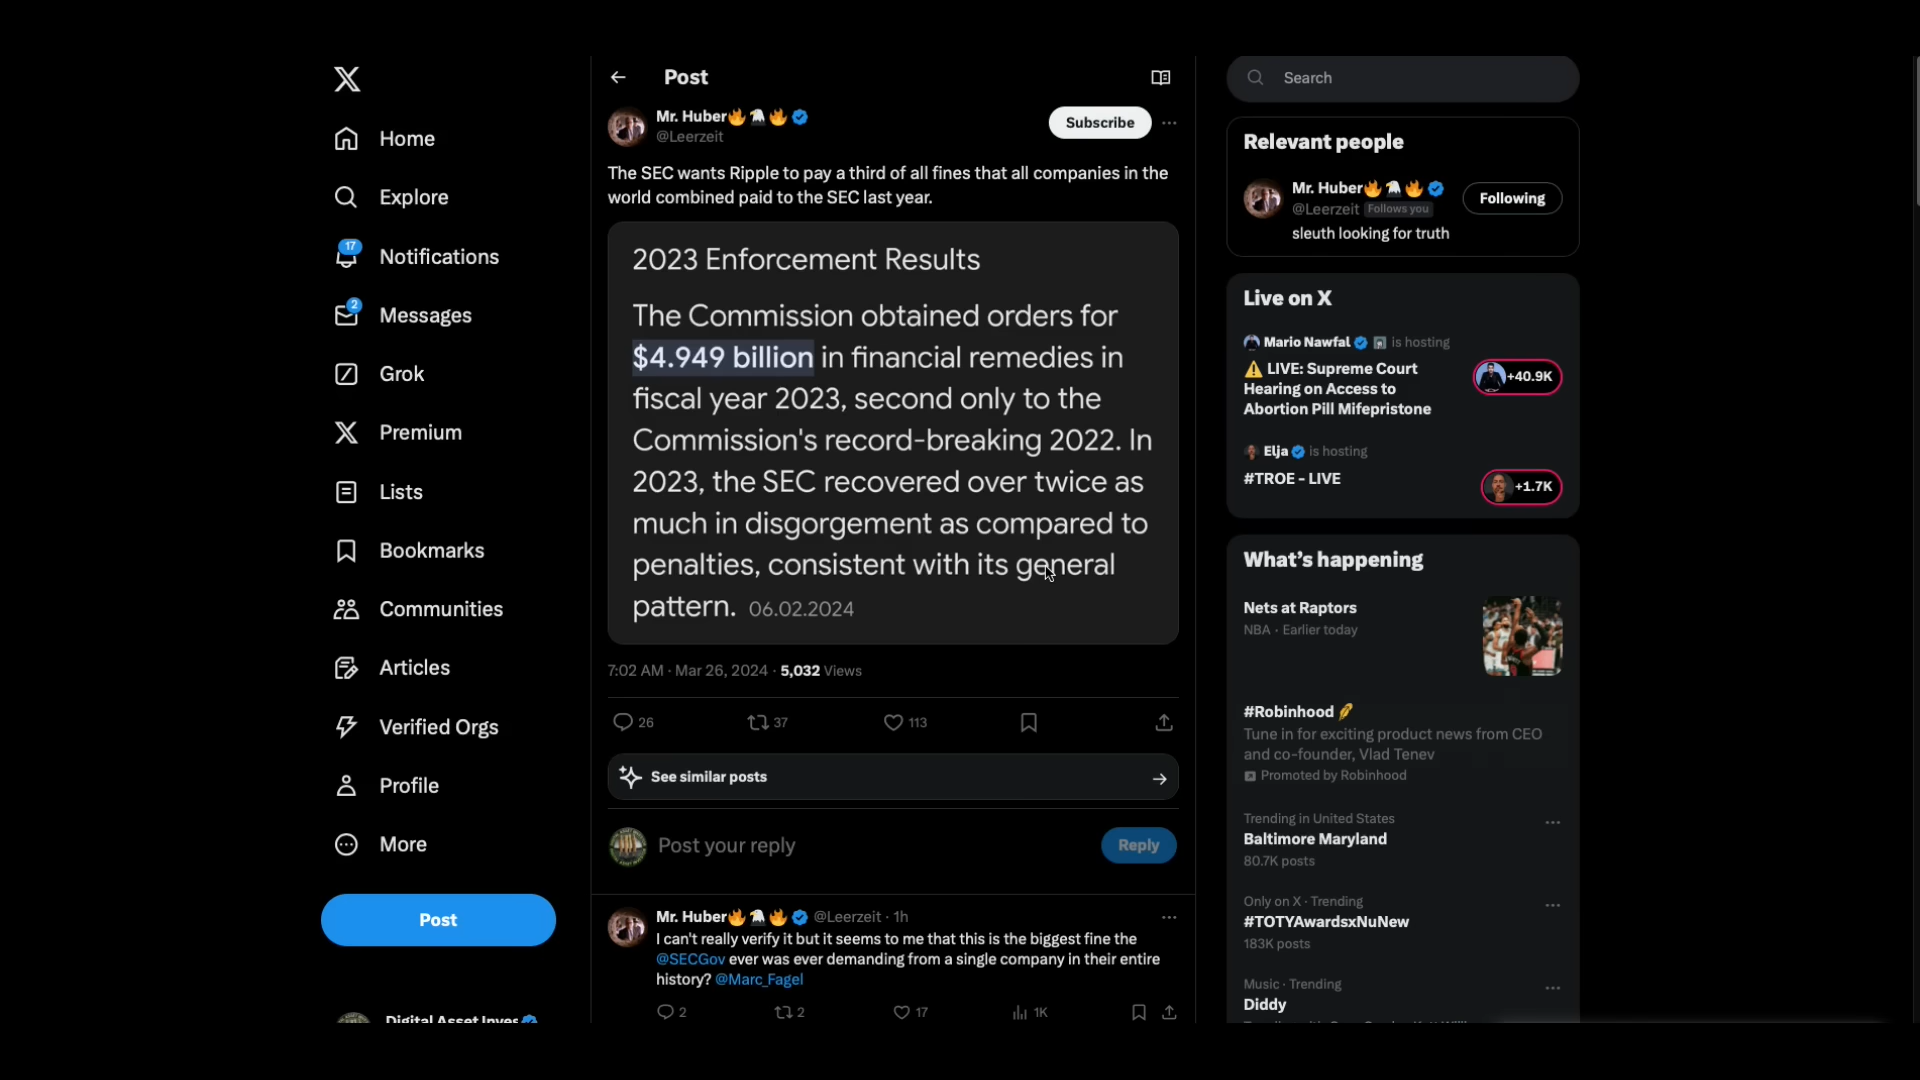 Home
Explore
17
Notifications
2
Messages
Grok
Premium
Lists
Bookmarks
Communities
Articles
Verified Orgs
Profile
More
Post
Digital Asset Inves
Post
Mr. Huber🔥🦅🔥
@Leerzeit
Subscribe
The SEC wants Ripple to pay a third of all fines that all companies in the
world combined paid to the SEC last year.
2023 Enforcement Results
The Commission obtained orders for
$4.949 billion in financial remedies in
fiscal year 2023, second only to the
Commission's record-breaking 2022. In
2023, the SEC recovered over twice as
much in disgorgement as compared to
penalties, consistent with its general
pattern. 06.02.2024
7:02 AM · Mar 26, 2024 · 5,032 Views
26 37 113
See similar posts
Post your reply
Reply
Mr. Huber🔥🦅🔥 @Leerzeit · 1h
I can't really verify it but it seems to me that this is the biggest fine the
@SECGov ever was ever demanding from a single company in their entire
history? @Marc_Fagel
2 2 17 1K
Search
Relevant people
Mr. Huber🔥🦅🔥
@Leerzeit Follows you
Following
sleuth looking for truth
Live on X
Mario Nawfal is hosting
⚠️ LIVE: Supreme Court
Hearing on Access to
Abortion Pill Mifepristone
+40.9K
Elja is hosting
#TROE - LIVE
+1.7K
What's happening
Nets at Raptors
NBA · Earlier today
#Robinhood
Tune in for exciting product news from CEO
and co-founder, Vlad Tenev
Promoted by Robinhood
Trending in United States
Baltimore Maryland
80.7K posts
Only on X · Trending
#TOTYAwardsxNuNew
183K posts
Music · Trending
Diddy